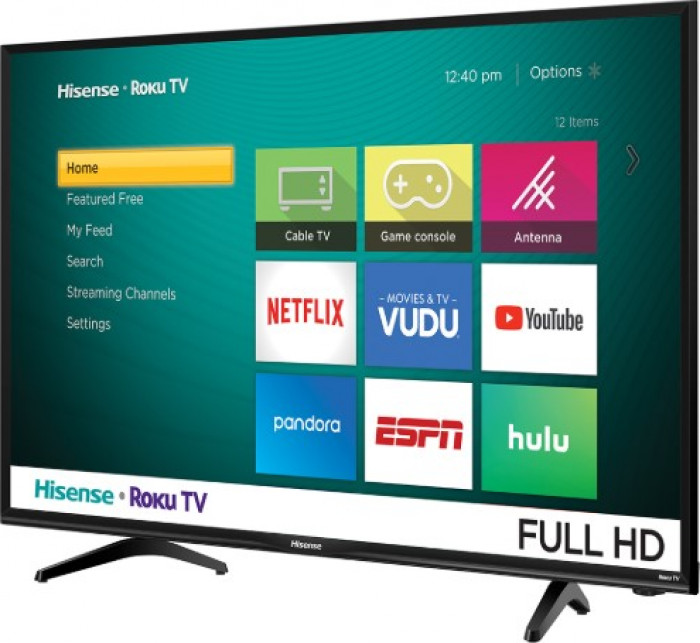 Hisense • Roku TV
12:40 pm | Options
12 Items
Home
Featured Free
My Feed
Search
Streaming Channels
Settings
Cable TV
Game console
Antenna
NETFLIX
MOVIES & TV
VUDU
YouTube
pandora
ESPN
hulu
Hisense • Roku TV
FULL HD
Hisense
Roku TV